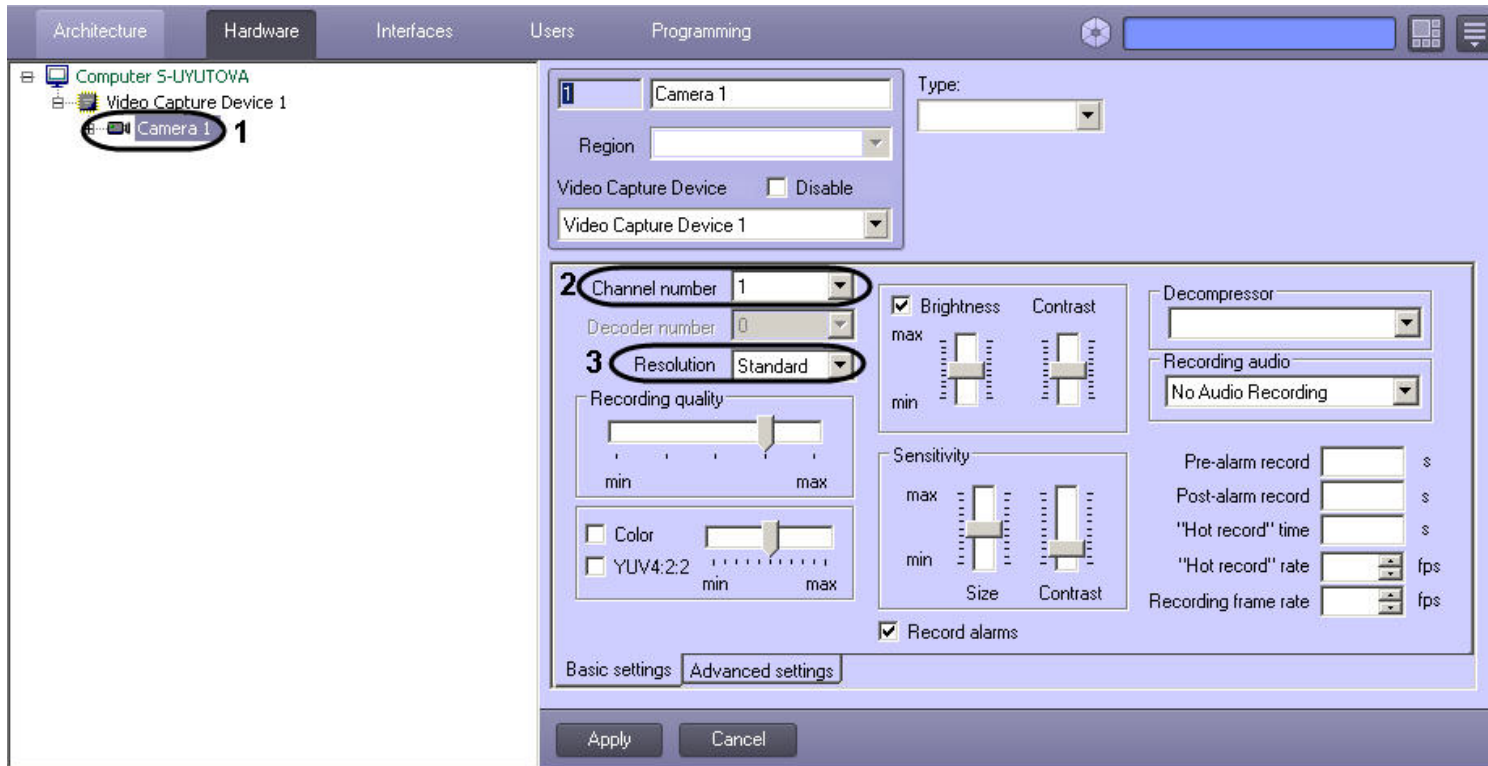 Architecture Hardware Interfaces Users Programming
Computer S-UYUTOVA
Video Capture Device 1
Camera 1 1
1 Camera 1
Type:
Region
Video Capture Device Disable
Video Capture Device 1
2 Channel number 1
Decoder number 0
3 Resolution Standard
Recording quality
min max
Color
YUV4:2:2
min max
Brightness Contrast
max
min
Sensitivity
max
min
Size Contrast
Record alarms
Decompressor
Recording audio
No Audio Recording
Pre-alarm record s
Post-alarm record s
"Hot record" time s
"Hot record" rate fps
Recording frame rate fps
Basic settings Advanced settings
Apply Cancel